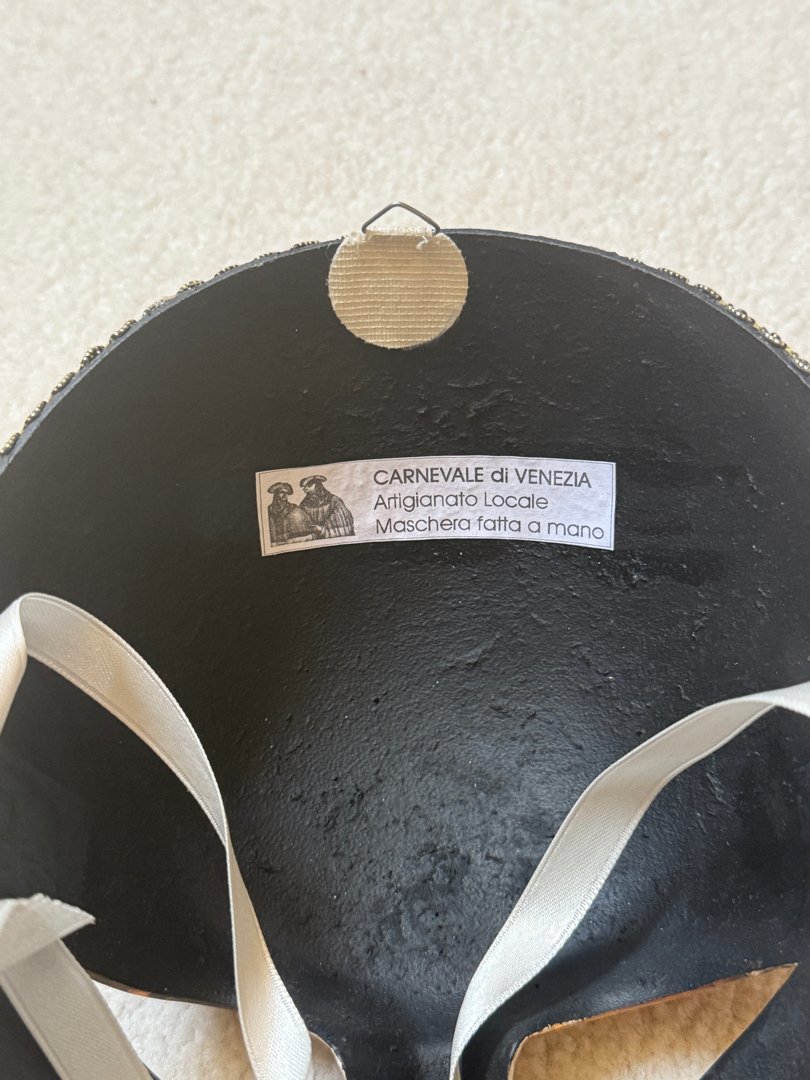 CARNEVALE di VENEZIA
Artigianato Locale
Maschera fatta a mano